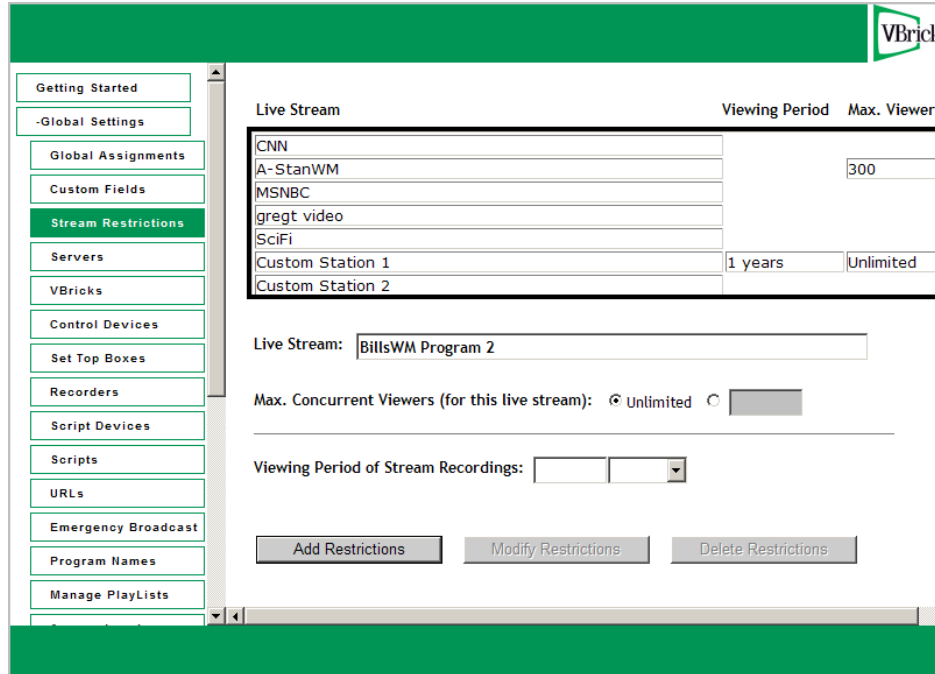 VBrick
Getting Started
-Global Settings
Global Assignments
Custom Fields
Stream Restrictions
Servers
VBricks
Control Devices
Set Top Boxes
Recorders
Script Devices
Scripts
URLs
Emergency Broadcast
Program Names
Manage PlayLists
Live Stream Viewing Period Max. Viewer
CNN
A-StanWM 300
MSNBC
gregt video
SciFi
Custom Station 1 1 years Unlimited
Custom Station 2
Live Stream: BillsWM Program 2
Max. Concurrent Viewers (for this live stream): Unlimited
Viewing Period of Stream Recordings:
Add Restrictions Modify Restrictions Delete Restrictions